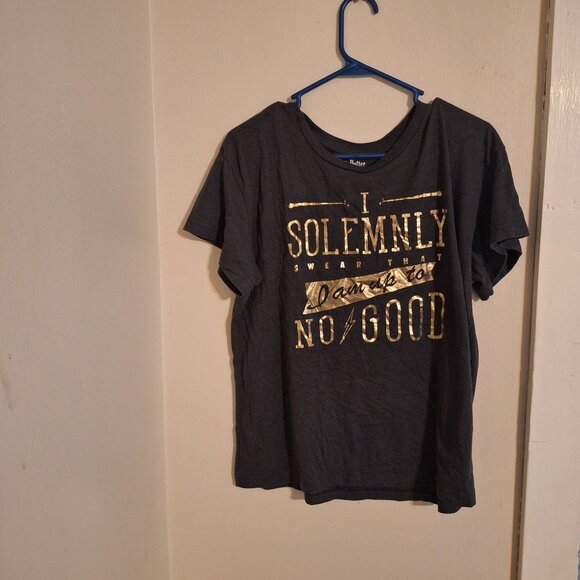 I
SOLEMNLY
SWEAR THAT
I am up to
NO GOOD